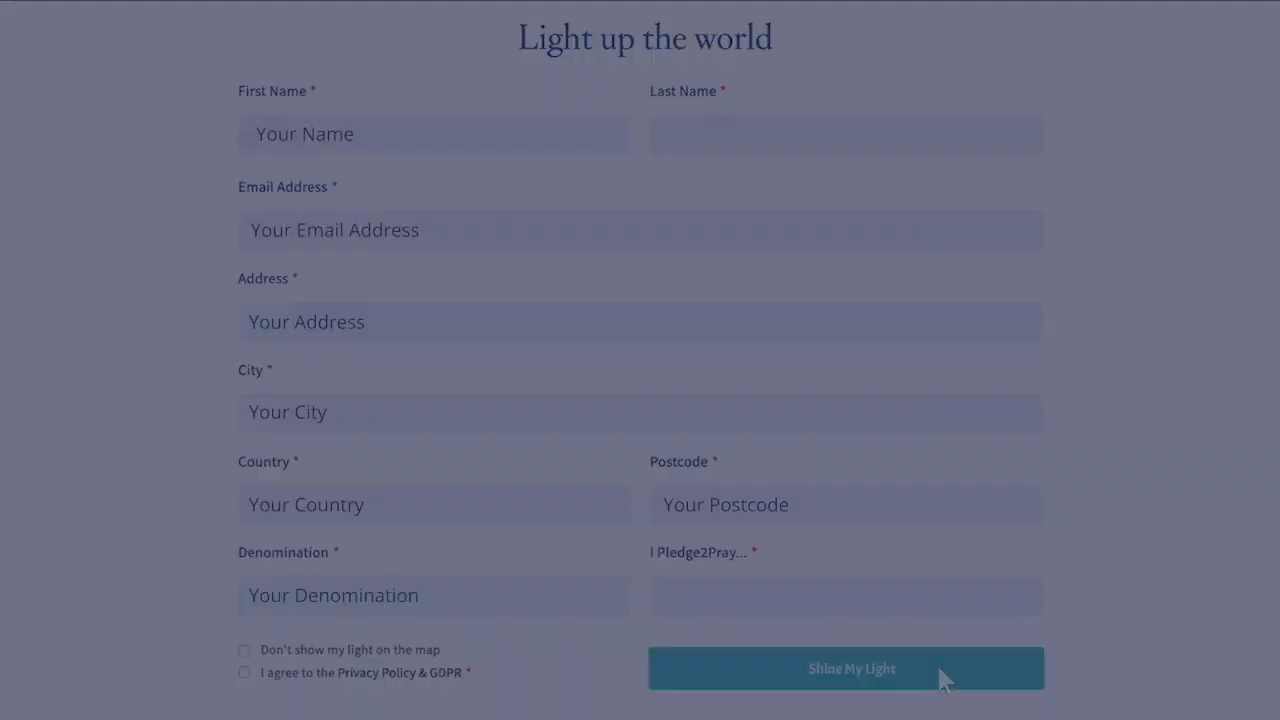 Light up the world
First Name * Last Name *
Your Name
Email Address *
Your Email Address
Address *
Your Address
City *
Your City
Country * Postcode *
Your Country Your Postcode
Denomination * I Pledge2Pray... *
Your Denomination
Don't show my light on the map
I agree to the Privacy Policy & GDPR *
Shine My Light